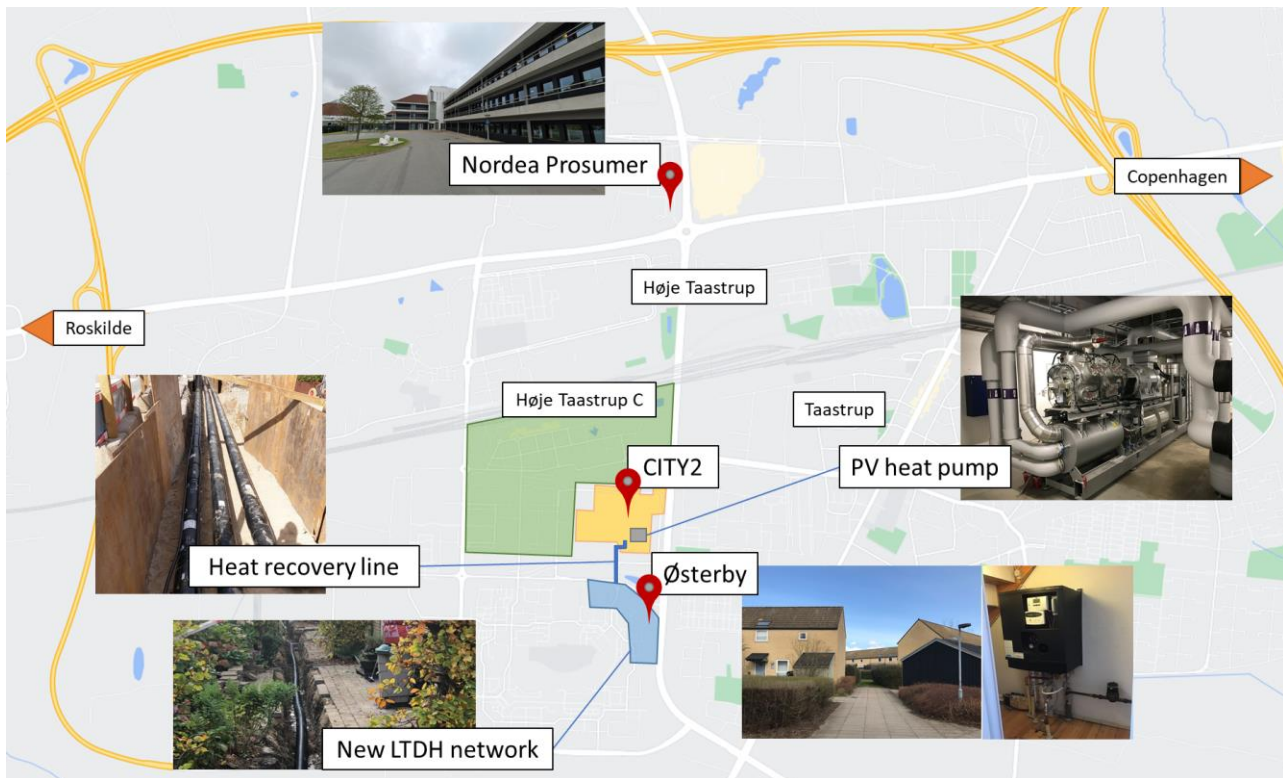 Nordea Prosumer
Copenhagen
Høje Taastrup
Roskilde
Høje Taastrup C
Taastrup
CITY2
PV heat pump
Heat recovery line
Østerby
New LTDH network